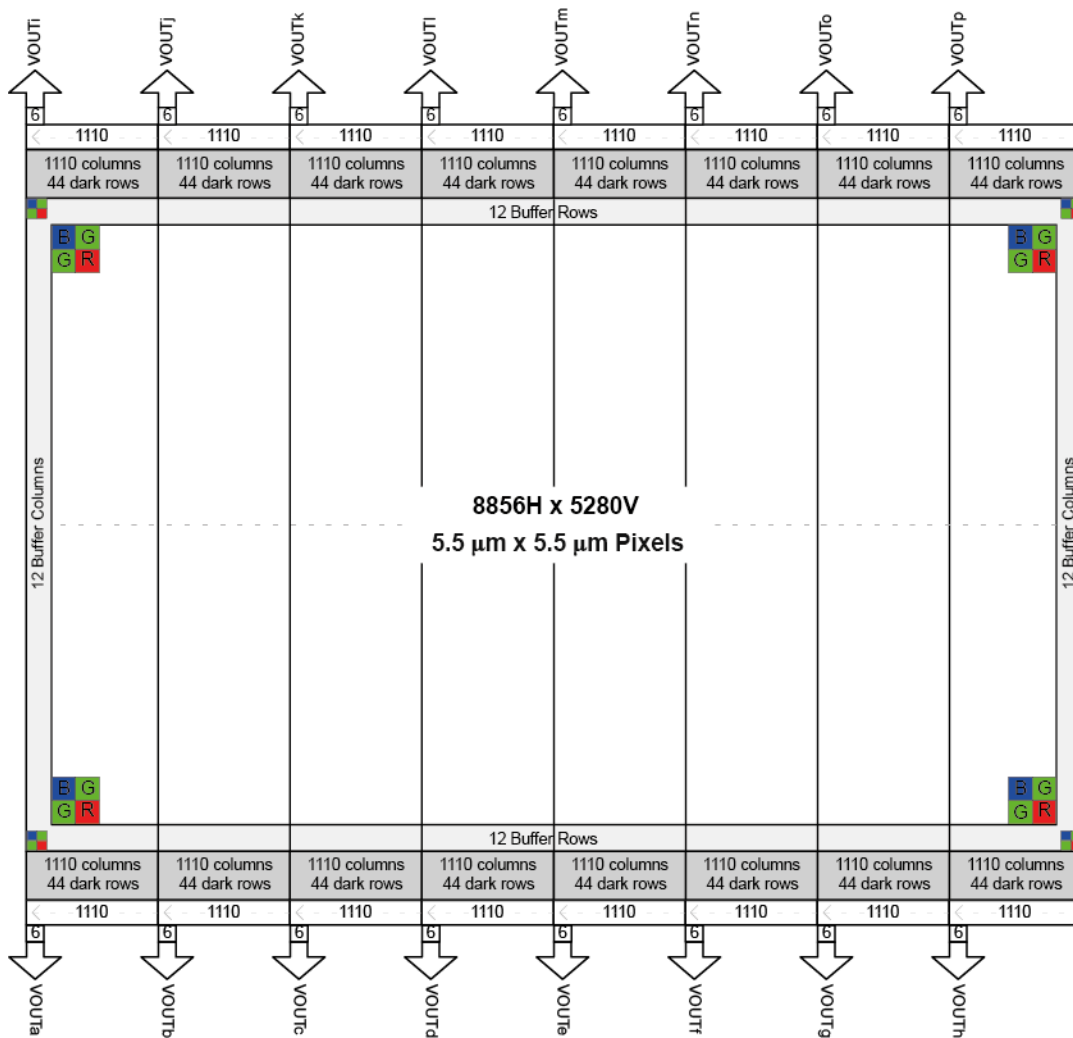 VOUTi VOUTj VOUTk VOUTl VOUTm VOUTn VOUTo VOUTp
6 6 6 6 6 6 6 6
1110 1110 1110 1110 1110 1110 1110 1110
1110 columns 1110 columns 1110 columns 1110 columns 1110 columns 1110 columns 1110 columns 1110 columns
44 dark rows 44 dark rows 44 dark rows 44 dark rows 44 dark rows 44 dark rows 44 dark rows 44 dark rows
12 Buffer Rows
B G B G
G R G R
12 Buffer Columns
8856H x 5280V
5.5 μm x 5.5 μm Pixels
12 Buffer Columns
B G B G
G R G R
12 Buffer Rows
1110 columns 1110 columns 1110 columns 1110 columns 1110 columns 1110 columns 1110 columns 1110 columns
44 dark rows 44 dark rows 44 dark rows 44 dark rows 44 dark rows 44 dark rows 44 dark rows 44 dark rows
1110 1110 1110 1110 1110 1110 1110 1110
6 6 6 6 6 6 6 6
VOUTa VOUTb VOUTc VOUTd VOUTe VOUTf VOUTg VOUTh